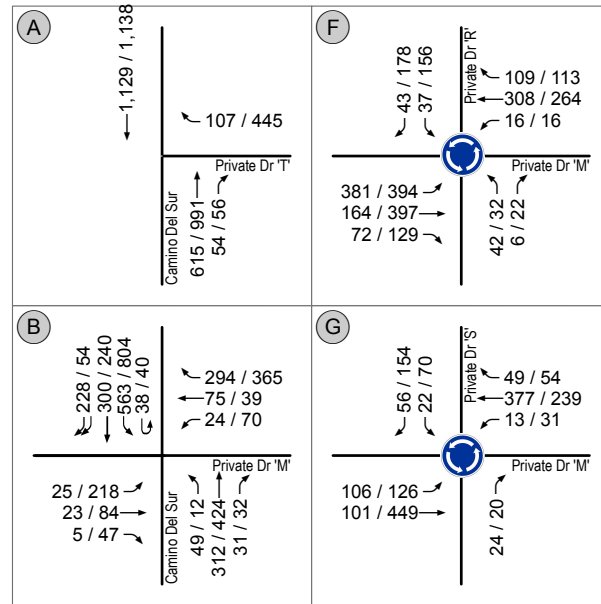 A
1,129 / 1,138
107 / 445
Private Dr 'T'
Camino Del Sur
615 / 991
54 / 56
F
43 / 178
37 / 156
Private Dr 'R'
109 / 113
308 / 264
16 / 16
Private Dr 'M'
381 / 394
164 / 397
72 / 129
42 / 32
6 / 22
B
228 / 54
300 / 240
563 / 804
38 / 40
294 / 365
75 / 39
24 / 70
Private Dr 'M'
25 / 218
23 / 84
5 / 47
Camino Del Sur
49 / 12
312 / 424
31 / 32
G
56 / 154
22 / 70
Private Dr 'S'
49 / 54
377 / 239
13 / 31
Private Dr 'M'
106 / 126
101 / 449
24 / 20